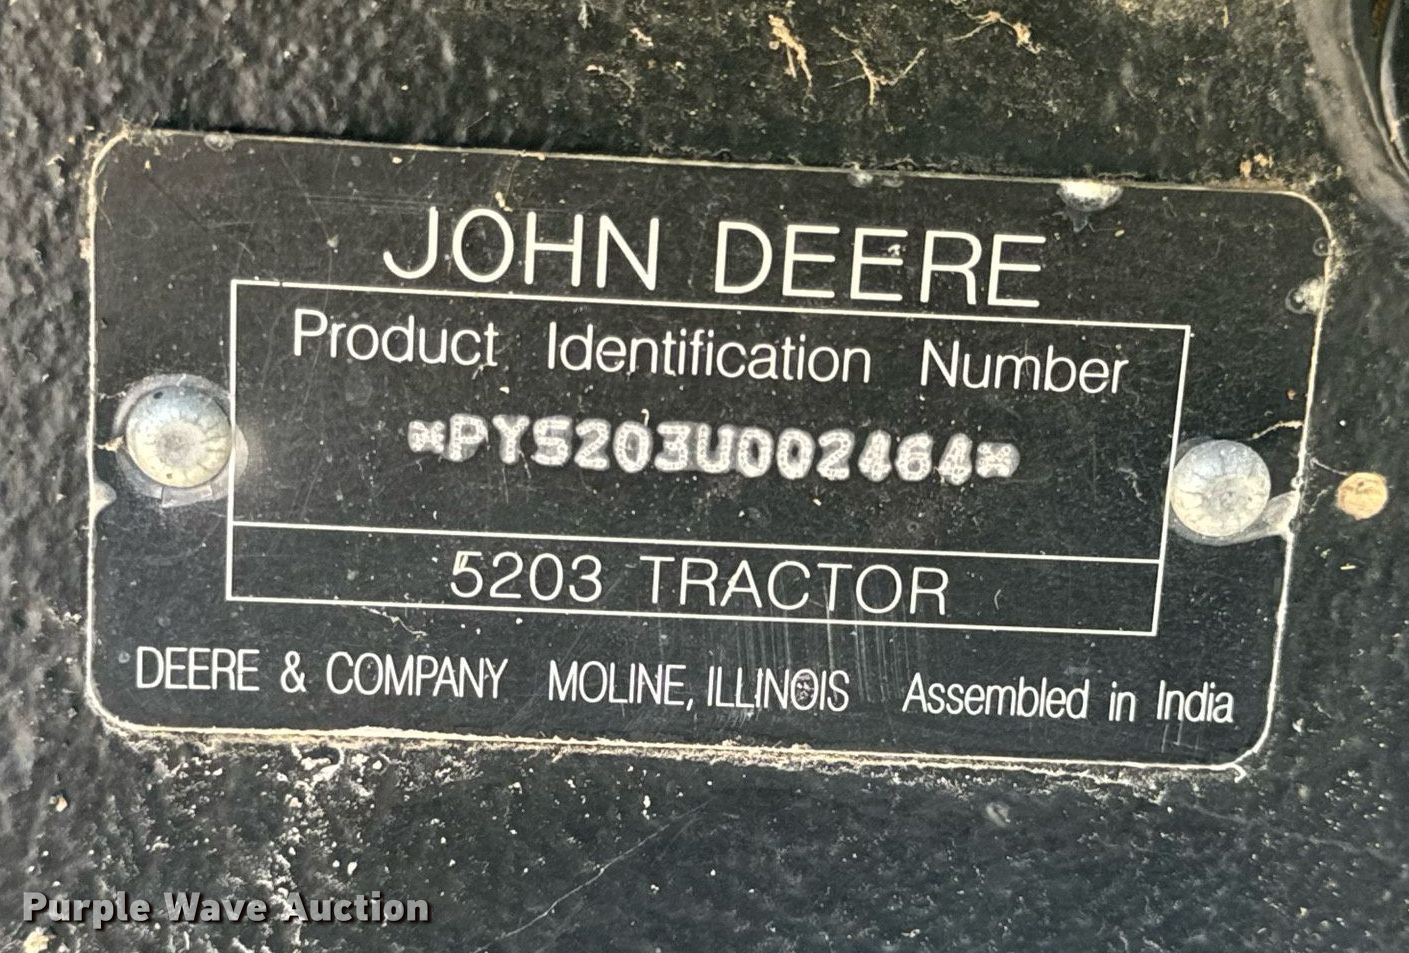 JOHN DEERE
Product Identification Number
*PY5203U002464*
5203 TRACTOR
DEERE & COMPANY MOLINE, ILLINOIS Assembled in India
Purple Wave Auction